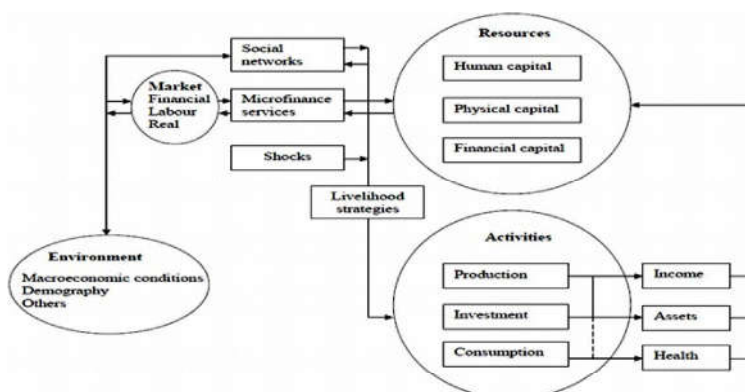 Social
networks
Market
Financial
Labour
Real
Microfinance
services
Shocks
Livelihood
strategies
Resources
Human capital
Physical capital
Financial capital
Environment
Macroeconomic conditions
Demography
Others
Activities
Production
Investment
Consumption
Income
Assets
Health